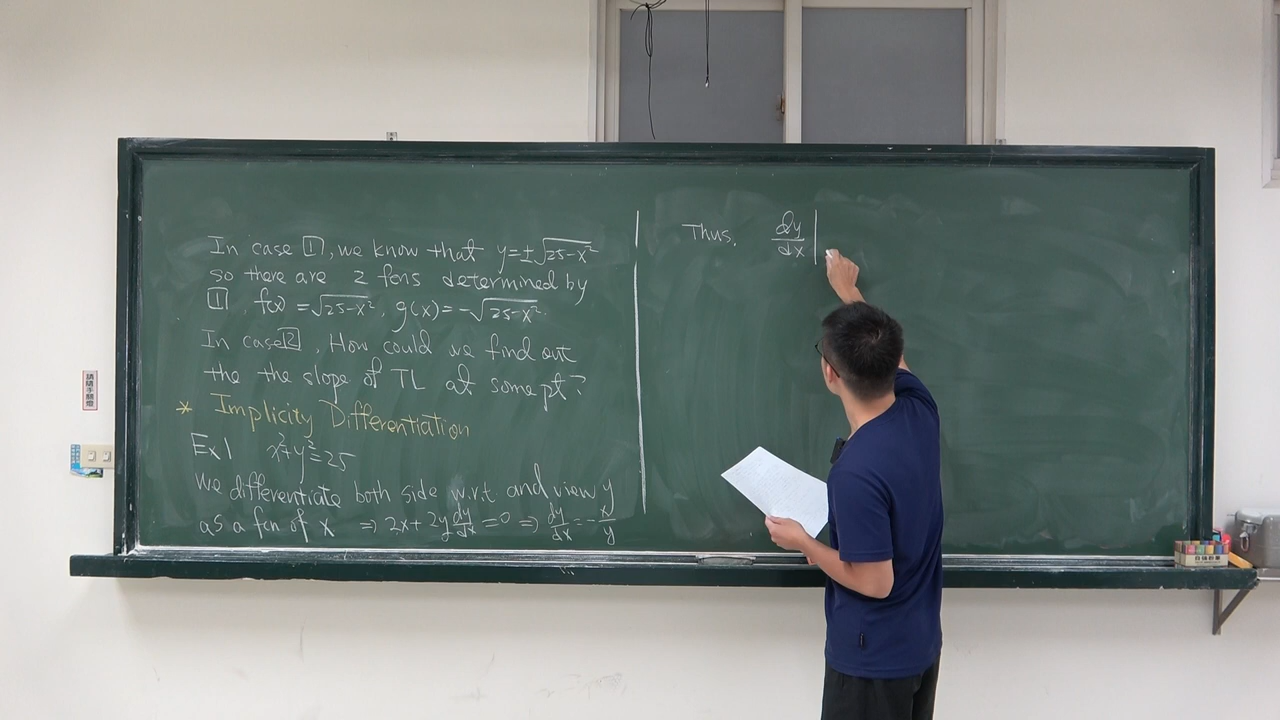 In case 1, we know that y=±√25-x²
so there are 2 fcns determined by
1. f(x)=√25-x², g(x)=-√25-x².
In case 2, How could we find out
the the slope of TL at some pt?
* Implicity Differentiation
Ex1 x²+y²=25
We differentiate both side w.r.t and view y
as a fcn of x ⇒ 2x+2y dy/dx=0 ⇒ dy/dx=-x/y
Thus, dy/dx|